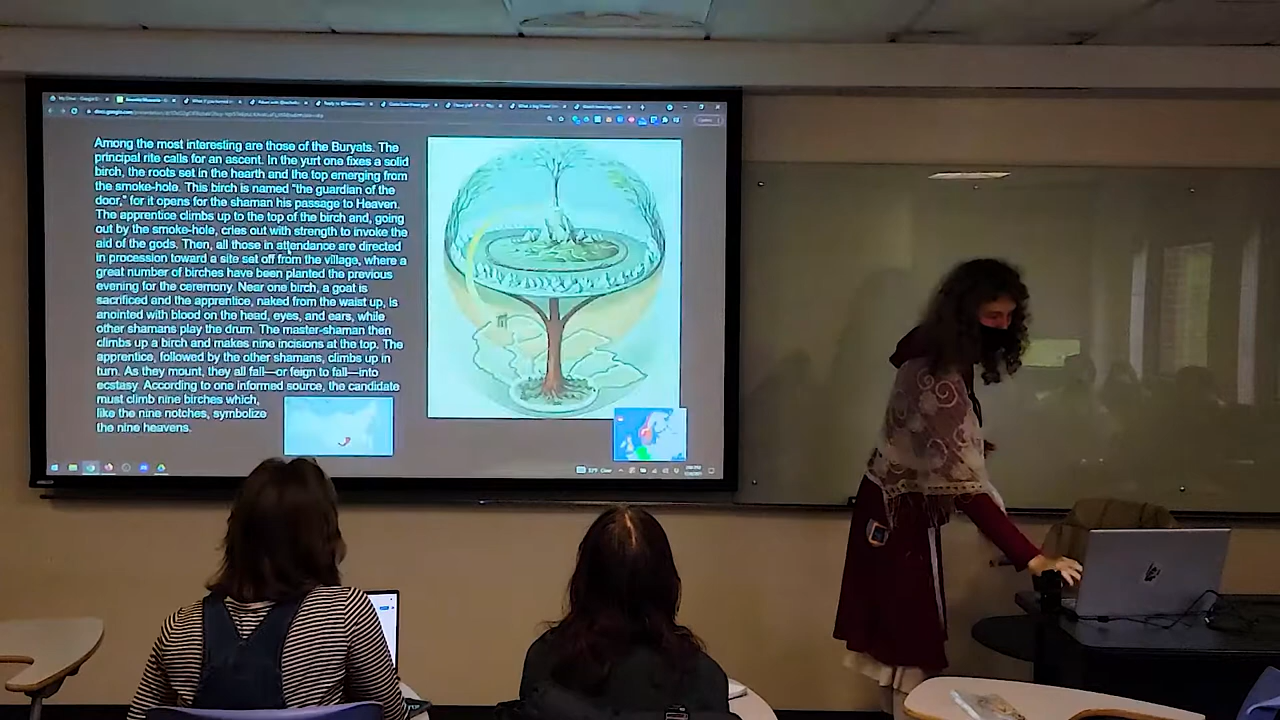 Among the most interesting are those of the Buryats. The
principal rite calls for an ascent. In the yurt one fixes a solid
birch, the roots set in the hearth and the top emerging from
the smoke-hole. This birch is named "the guardian of the
door," for it opens for the shaman his passage to Heaven.
The apprentice climbs up to the top of the birch and, going
out by the smoke-hole, cries out with strength to invoke the
aid of the gods. Then, all those in attendance are directed
in procession toward a site set off from the village, where a
great number of birches have been planted the previous
evening for the ceremony. Near one birch, a goat is
sacrificed and the apprentice, naked from the waist up, is
anointed with blood on the head, eyes, and ears, while
other shamans play the drum. The master-shaman then
climbs up a birch and makes nine incisions at the top. The
apprentice, followed by the other shamans, climbs up in
turn. As they mount, they all fall—or feign to fall—into
ecstasy. According to one informed source, the candidate
must climb nine birches which,
like the nine notches, symbolize
the nine heavens.